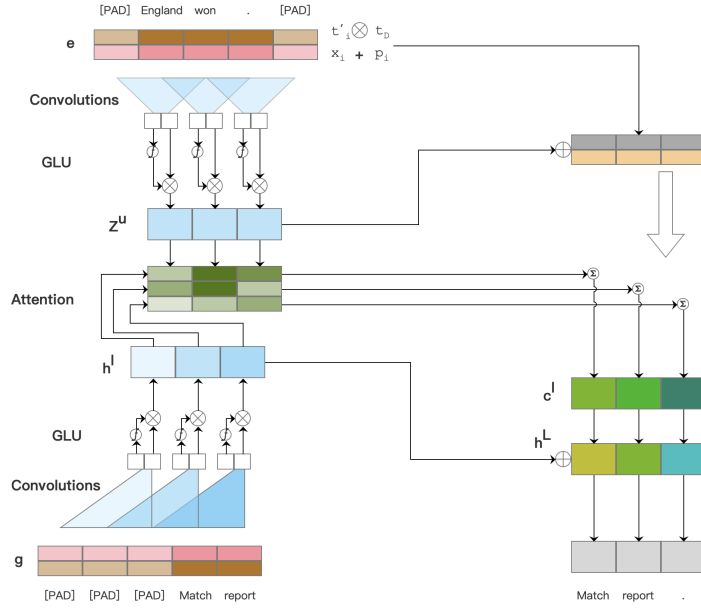 [PAD] England won . [PAD]
e
t'i ⊗ tD
xi + pi
Convolutions
GLU
zu
Attention
Σ
Σ
Σ
hl
cl
GLU
hL
Convolutions
g
[PAD] [PAD] [PAD] Match report
Match report .